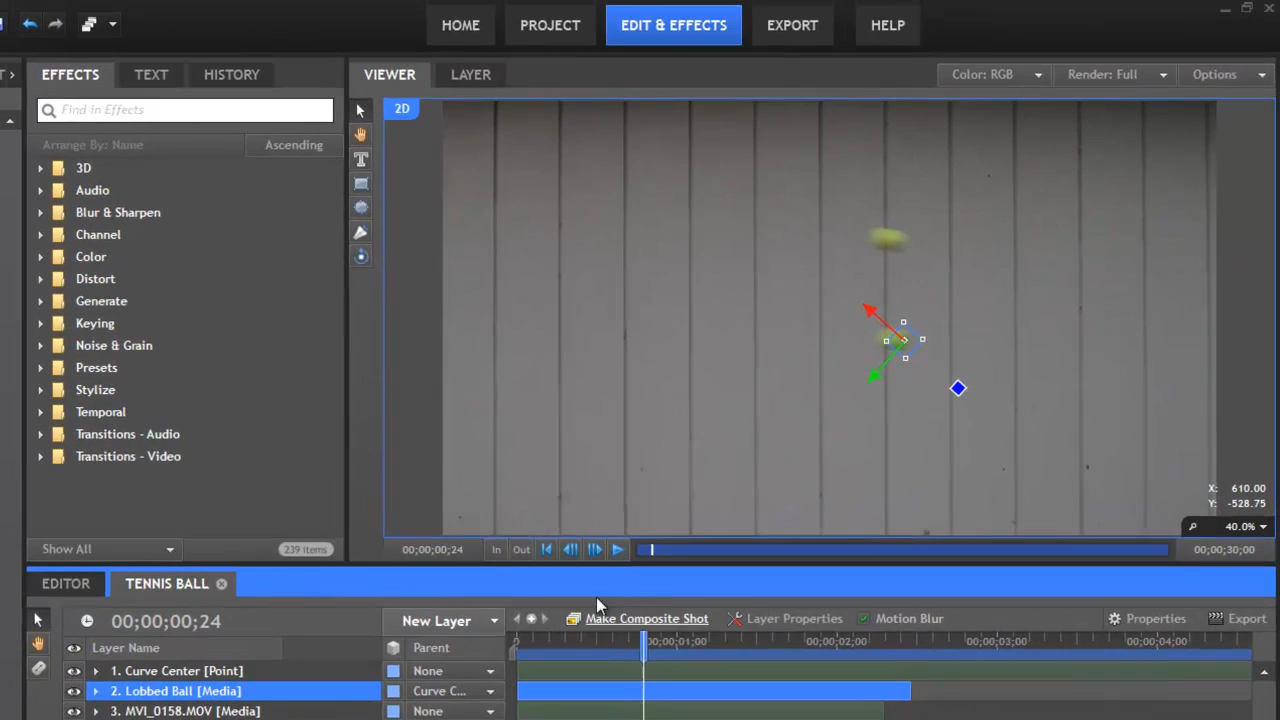 HOME
PROJECT
EDIT & EFFECTS
EXPORT
HELP
EFFECTS
TEXT
HISTORY
VIEWER
LAYER
Color: RGB
Render: Full
Options
Find in Effects
2D
Arrange By: Name
Ascending
3D
Audio
Blur & Sharpen
Channel
Color
Distort
Generate
Keying
Noise & Grain
Presets
Stylize
Temporal
Transitions - Audio
Transitions - Video
X: 610.00
Y: -528.75
40.0%
Show All
239 items
00;00;00;24
In
Out
00;00;30;00
EDITOR
TENNIS BALL
00;00;00;24
New Layer
Make Composite Shot
Layer Properties
Motion Blur
Properties
Export
Layer Name
Parent
00;00;01;00
00;00;02;00
00;00;03;00
00;00;04;00
1. Curve Center [Point]
None
2. Lobbed Ball [Media]
Curve C...
3. MVI_0158.MOV [Media]
None